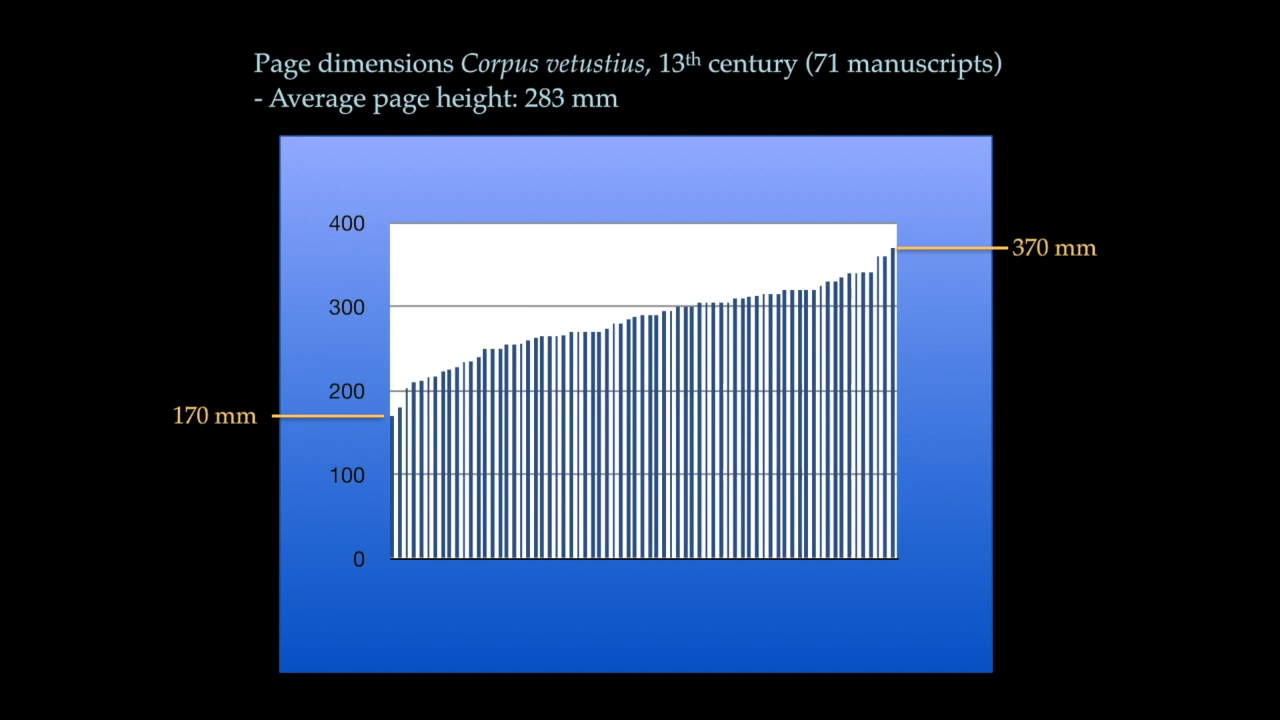 Page dimensions Corpus vetustius, 13th century (71 manuscripts)
- Average page height: 283 mm
400
370 mm
300
200
170 mm
100
0